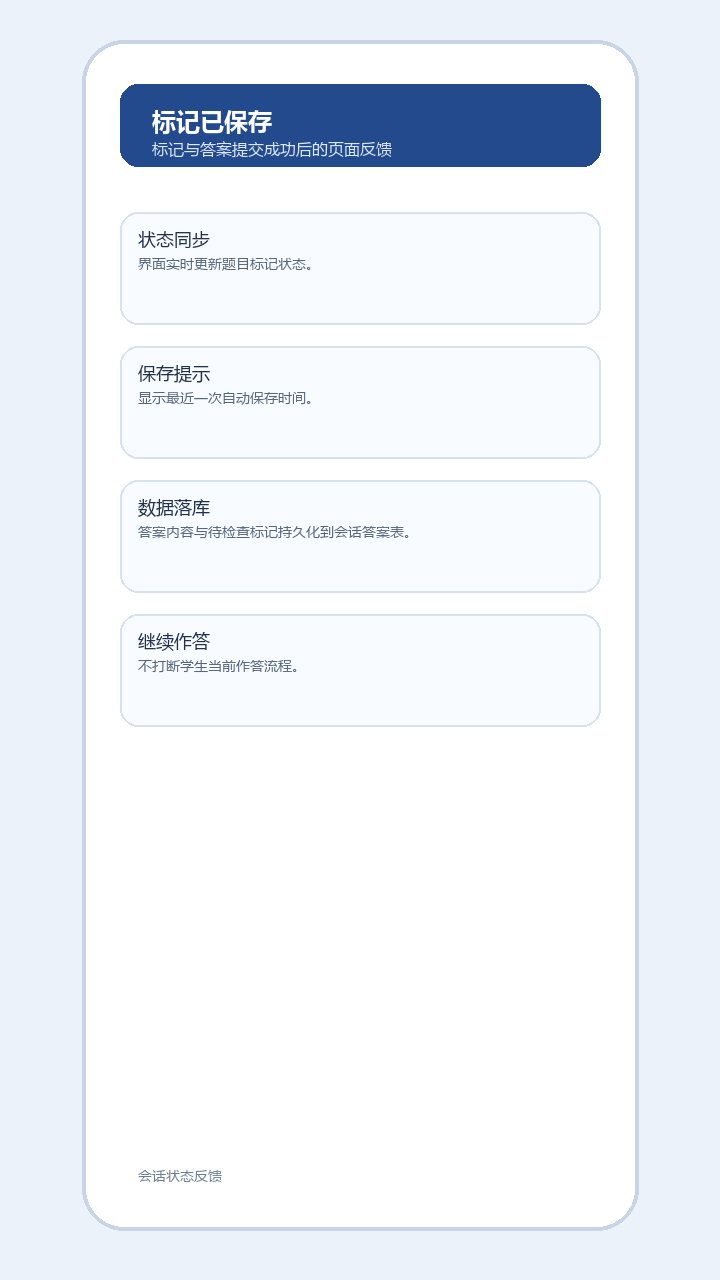 标记已保存
标记与答案提交成功后的页面反馈
状态同步
界面实时更新题目标记状态。
保存提示
显示最近一次自动保存时间。
数据落库
答案内容与待检查标记持久化到会话答案表。
继续作答
不打断学生当前作答流程。
会话状态反馈